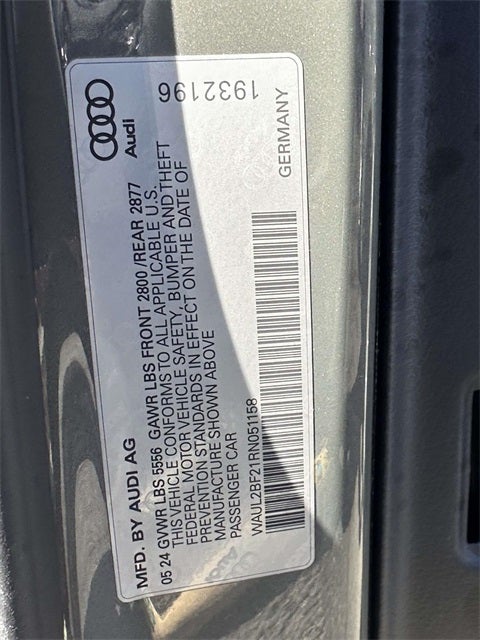 MFD. BY AUDI AG
05 24 GVWR LBS 5556 GAWR LBS FRONT 2800 /REAR 2877
THIS VEHICLE CONFORMS TO ALL APPLICABLE U.S.
FEDERAL MOTOR VEHICLE SAFETY, BUMPER AND THEFT
PREVENTION STANDARDS IN EFFECT ON THE DATE OF
MANUFACTURE SHOWN ABOVE
PASSENGER CAR
WAUL2BF21RN051158
GERMANY
Audi
1932196